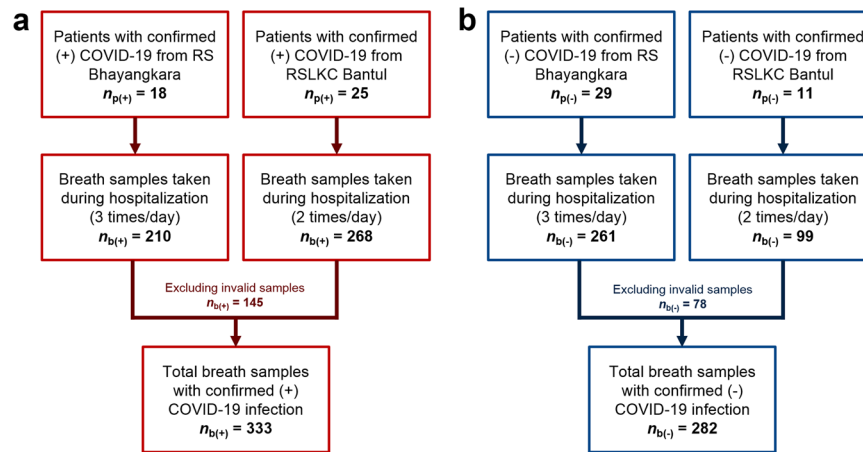 a
Patients with confirmed
(+) COVID-19 from RS
Bhayangkara
np(+) = 18
Patients with confirmed
(+) COVID-19 from
RSLKC Bantul
np(+) = 25
Breath samples taken
during hospitalization
(3 times/day)
nb(+) = 210
Breath samples taken
during hospitalization
(2 times/day)
nb(+) = 268
Excluding invalid samples
nb(+) = 145
Total breath samples
with confirmed (+)
COVID-19 infection
nb(+) = 333
b
Patients with confirmed
(-) COVID-19 from RS
Bhayangkara
np(-) = 29
Patients with confirmed
(-) COVID-19 from
RSLKC Bantul
np(-) = 11
Breath samples taken
during hospitalization
(3 times/day)
nb(-) = 261
Breath samples taken
during hospitalization
(2 times/day)
nb(-) = 99
Excluding invalid samples
nb(-) = 78
Total breath samples
with confirmed (-)
COVID-19 infection
nb(-) = 282